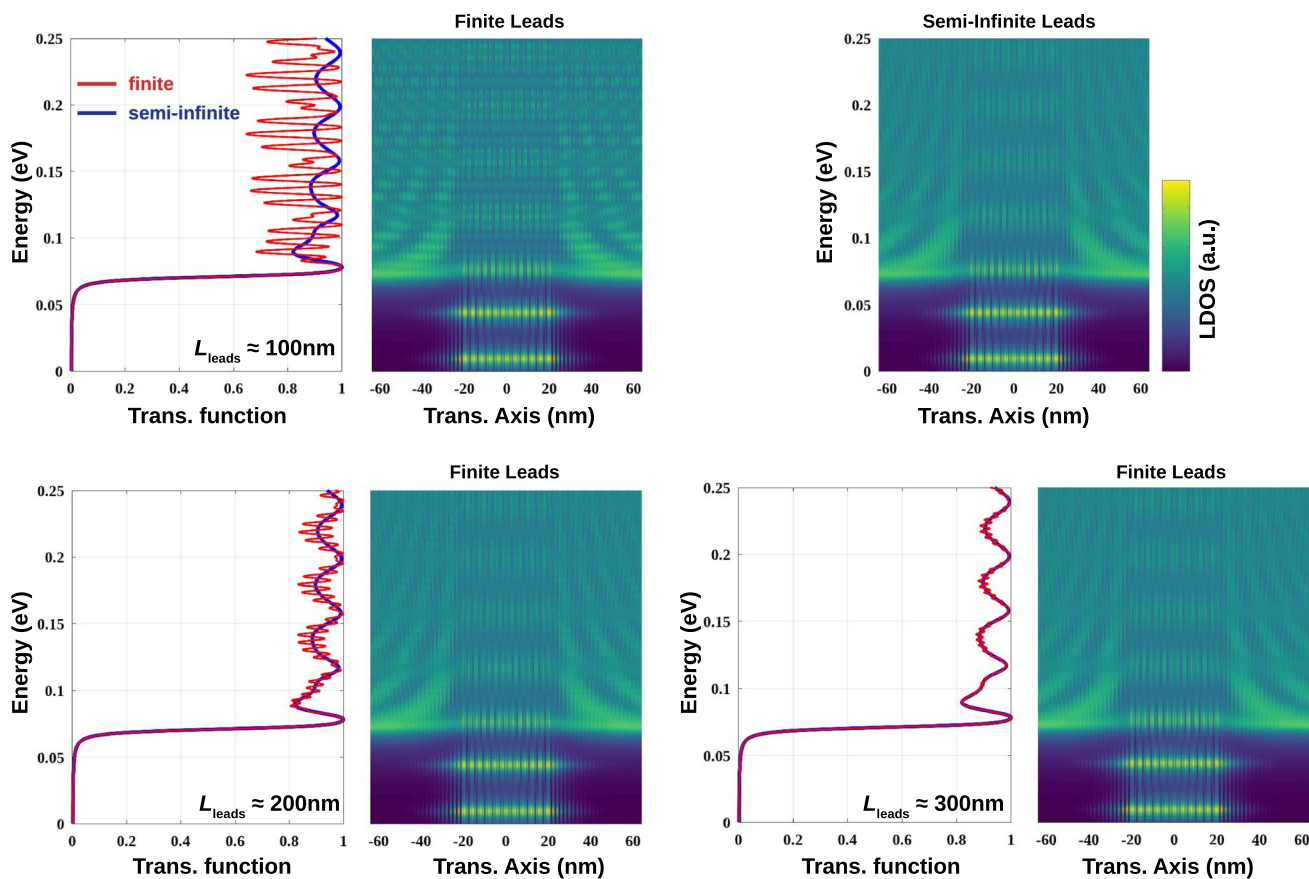 Finite Leads
Semi-Infinite Leads
0.25
0.2
0.15
0.1
0.05
0
Energy (eV)
finite
semi-infinite
Lleads ≈ 100nm
0 0.2 0.4 0.6 0.8 1
Trans. function
-60 -40 -20 0 20 40 60
Trans. Axis (nm)
0.25
0.2
0.15
0.1
0.05
0
Energy (eV)
-60 -40 -20 0 20 40 60
Trans. Axis (nm)
LDOS (a.u.)
Finite Leads
Finite Leads
0.25
0.2
0.15
0.1
0.05
0
Energy (eV)
Lleads ≈ 200nm
0 0.2 0.4 0.6 0.8 1
Trans. function
-60 -40 -20 0 20 40 60
Trans. Axis (nm)
0.25
0.2
0.15
0.1
0.05
0
Energy (eV)
Lleads ≈ 300nm
0 0.2 0.4 0.6 0.8 1
Trans. function
-60 -40 -20 0 20 40 60
Trans. Axis (nm)